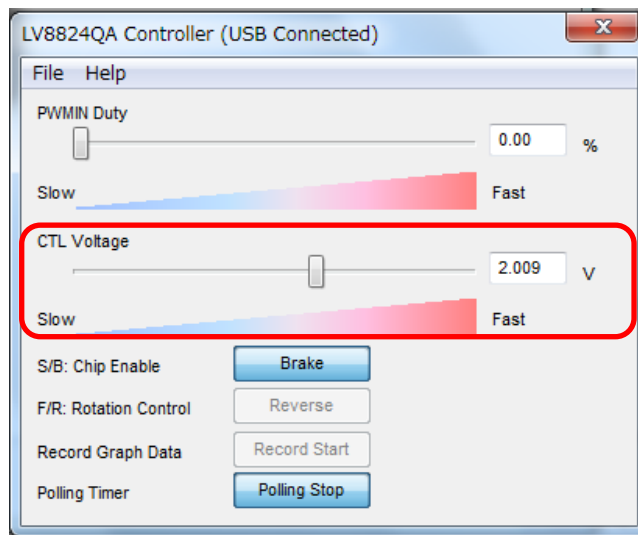 LV8824QA Controller (USB Connected)
File Help
PWMIN Duty
0.00 %
Slow Fast
CTL Voltage
2.009 V
Slow Fast
S/B: Chip Enable Brake
F/R: Rotation Control Reverse
Record Graph Data Record Start
Polling Timer Polling Stop